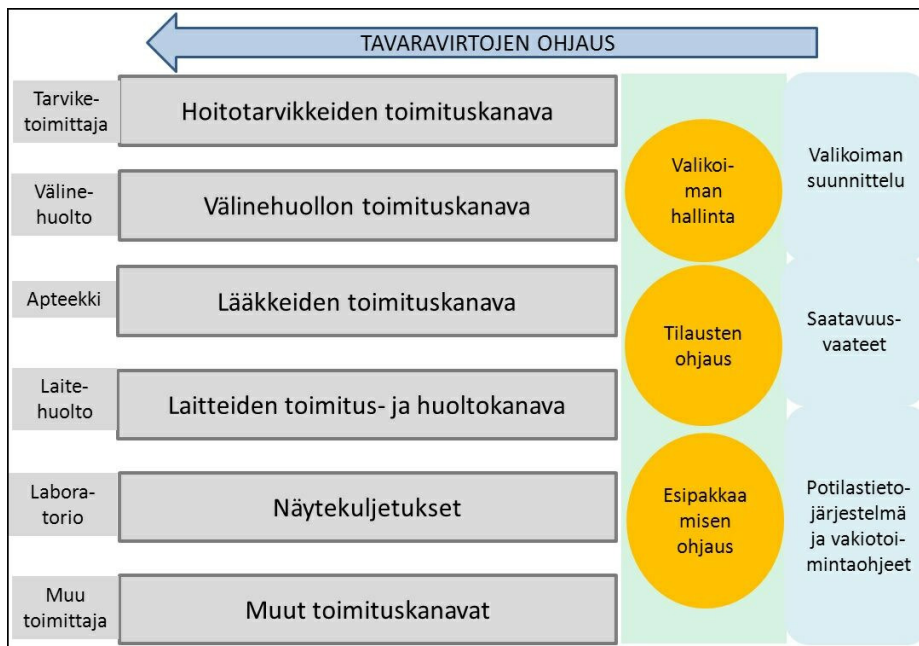 TAVARAVIRTOJEN OHJAUS
Tarvike-
toimittaja
Hoitotarvikkeiden toimituskanava
Väline-
huolto
Välinehuollon toimituskanava
Apteekki
Lääkkeiden toimituskanava
Laite-
huolto
Laitteiden toimitus- ja huoltokanava
Labora-
torio
Näytekuljetukset
Muu
toimittaja
Muut toimituskanavat
Valikoi-
man
hallinta
Tilausten
ohjaus
Esipakkaa
misen
ohjaus
Valikoiman
suunnittelu
Saatavuus-
vaateet
Potilastieto-
järjestelmä
ja vakiotoi-
mintaohjeet